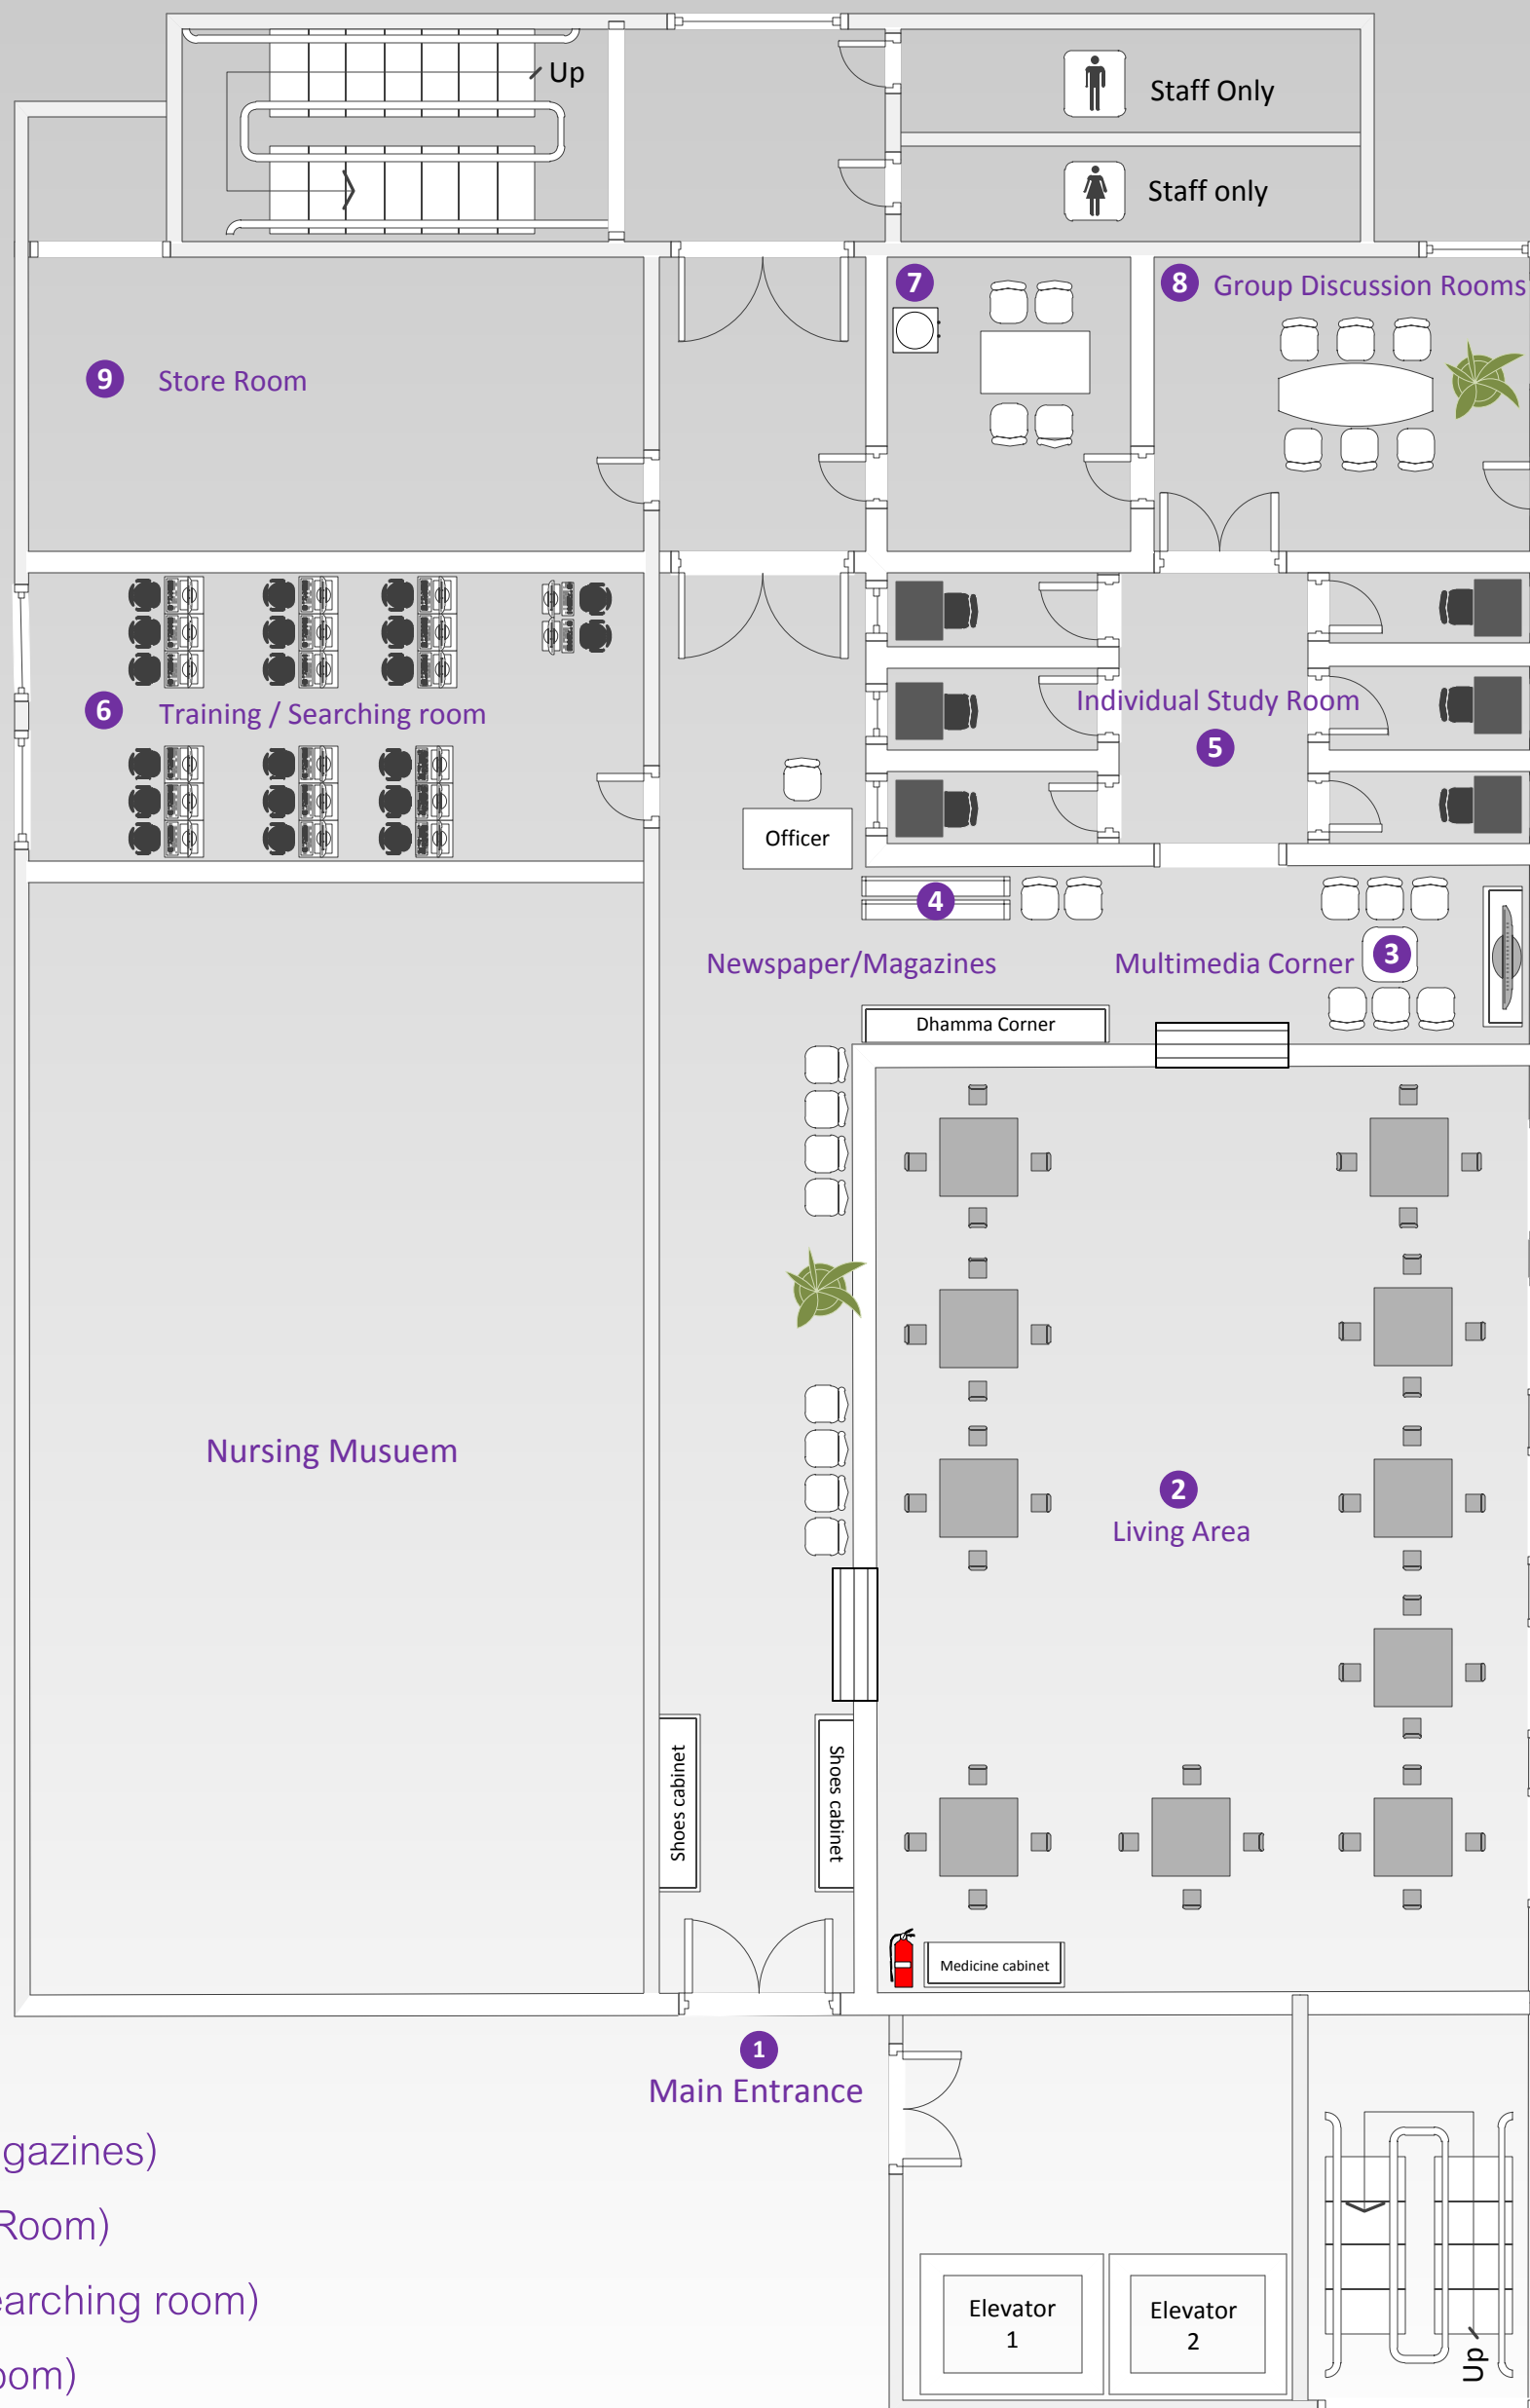 Up
Staff Only
Staff only
7
8 Group Discussion Rooms
9 Store Room
6 Training / Searching room
Individual Study Room
5
Officer
4
Newspaper/Magazines
Multimedia Corner 3
Dhamma Corner
Nursing Musuem
2
Living Area
Shoes cabinet
Shoes cabinet
Medicine cabinet
1
Main Entrance
gazines)
Room)
earching room)
oom)
Elevator
1
Elevator
2
Up